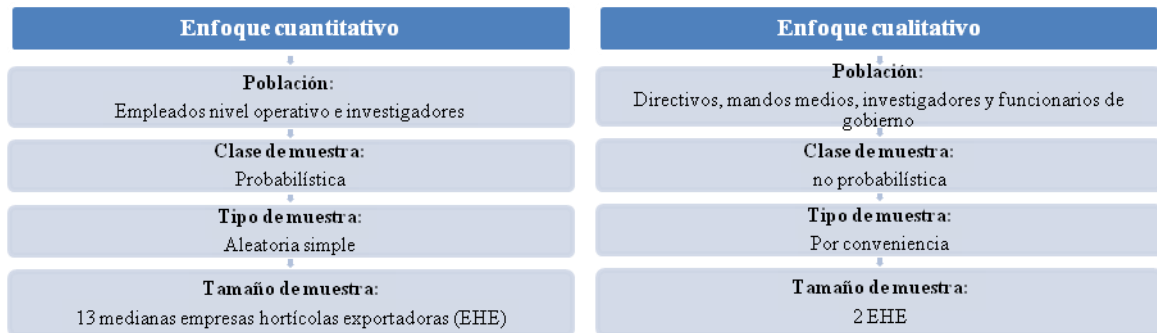 Enfoque cuantitativo
Población:
Empleados nivel operativo e investigadores
Clase de muestra:
Probabilística
Tipo de muestra:
Aleatoria simple
Tamaño de muestra:
13 medianas empresas hortícolas exportadoras (EHE)
Enfoque cualitativo
Población:
Directivos, mandos medios, investigadores y funcionarios de
gobierno
Clase de muestra:
no probabilística
Tipo de muestra:
Por conveniencia
Tamaño de muestra:
2 EHE